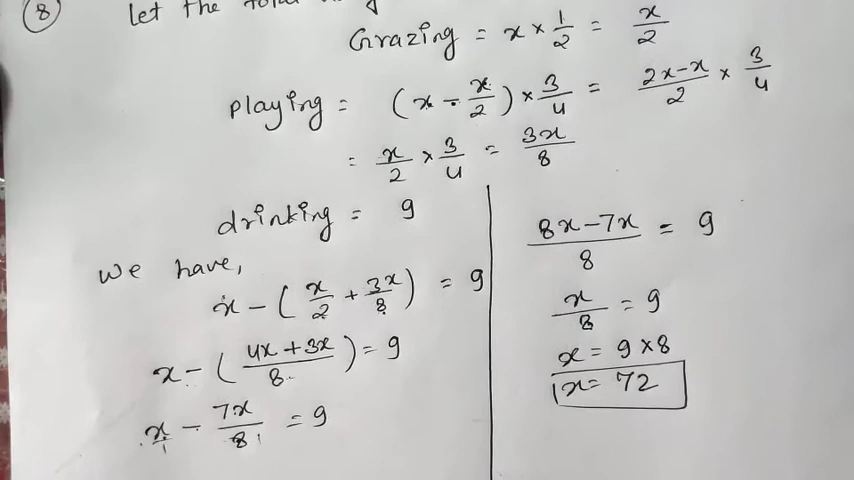 (8) let the
Grazing = x × 1/2 = x/2
Playing = (x - x/2) × 3/4 = (2x-x)/2 × 3/4
= x/2 × 3/4 = 3x/8
drinking = 9
We have,
x - (x/2 + 3x/8) = 9
x - ((4x+3x)/8) = 9
x/1 - 7x/8 = 9
(8x-7x)/8 = 9
x/8 = 9
x = 9 × 8
x = 72